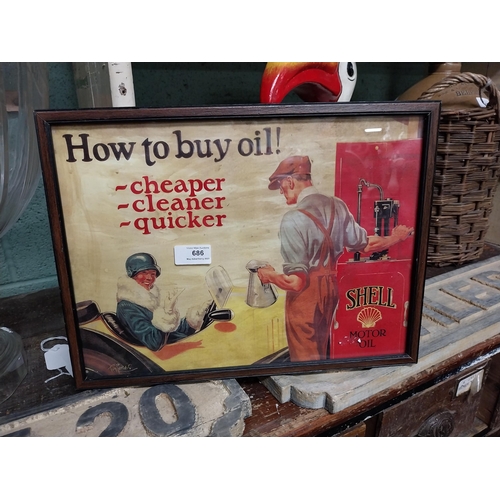 How to buy oil!
~cheaper
~cleaner
~quicker
686
SHELL
MOTOR
OIL
20